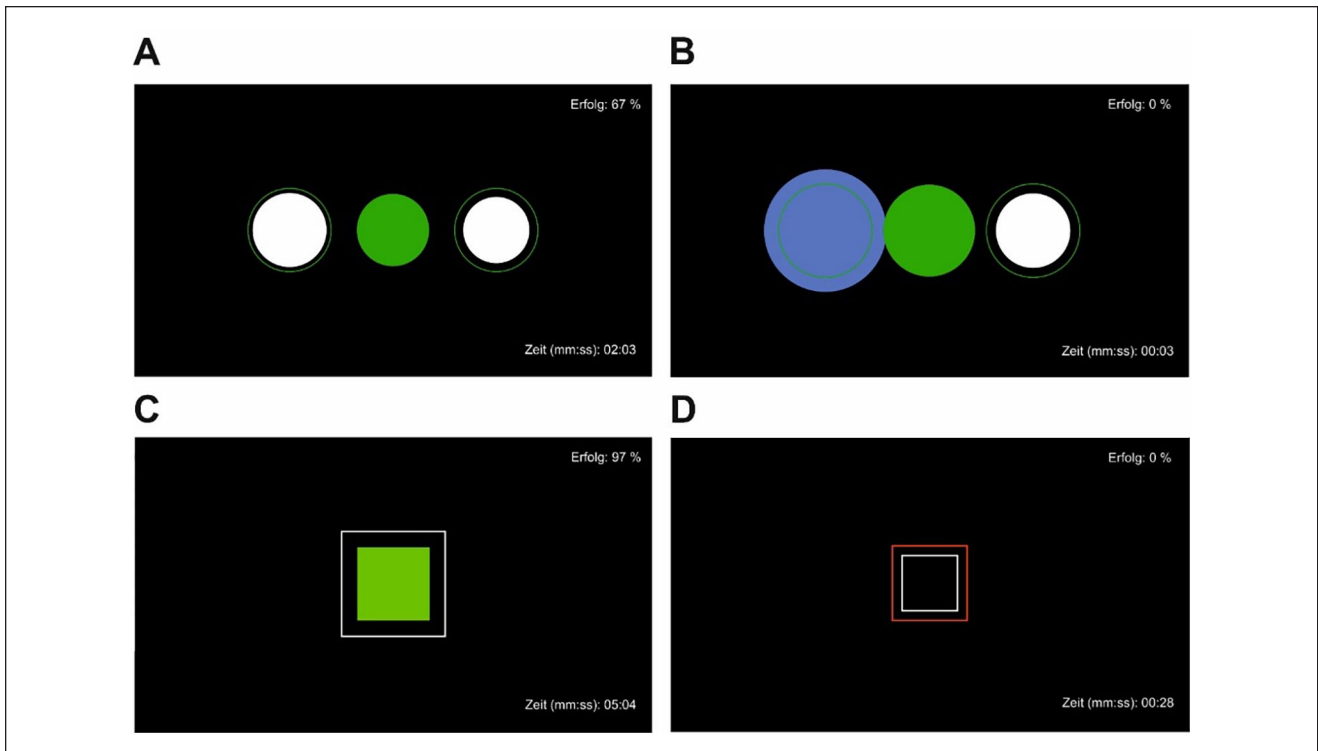 A
Erfolg: 67 %
Zeit (mm:ss): 02:03
B
Erfolg: 0 %
Zeit (mm:ss): 00:03
C
Erfolg: 97 %
Zeit (mm:ss): 05:04
D
Erfolg: 0 %
Zeit (mm:ss): 00:28